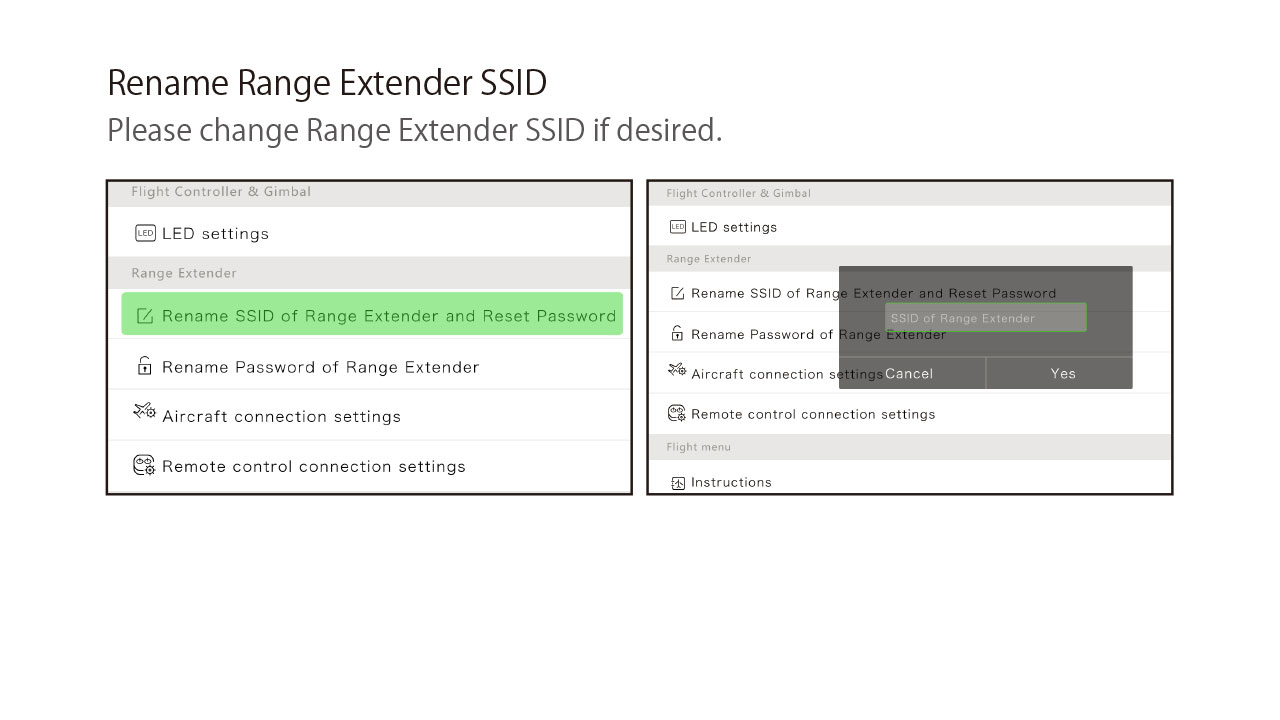 Rename Range Extender SSID
Please change Range Extender SSID if desired.
Flight Controller & Gimbal
LED LED settings
Range Extender
Rename SSID of Range Extender and Reset Password
Rename Password of Range Extender
Aircraft connection settings
Remote control connection settings
Flight Controller & Gimbal
LED LED settings
Range Extender
Rename SSID of Range Extender and Reset Password
SSID of Range Extender
Rename Password of Range Extender
Aircraft connection settings
Cancel Yes
Remote control connection settings
Flight menu
Instructions